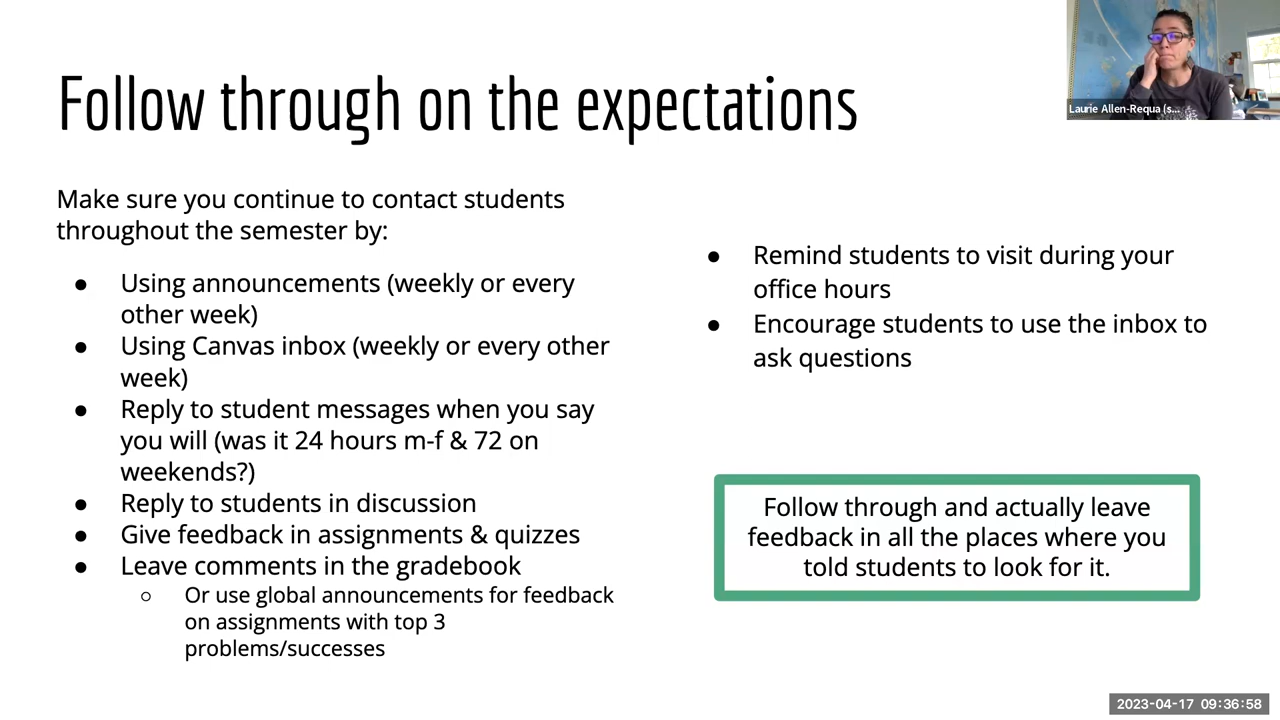 Follow through on the expectations
Laurie Allen-Requa (s...
Make sure you continue to contact students
throughout the semester by:
● Using announcements (weekly or every
other week)
● Using Canvas inbox (weekly or every other
week)
● Reply to student messages when you say
you will (was it 24 hours m-f & 72 on
weekends?)
● Reply to students in discussion
● Give feedback in assignments & quizzes
● Leave comments in the gradebook
○ Or use global announcements for feedback
on assignments with top 3
problems/successes
● Remind students to visit during your
office hours
● Encourage students to use the inbox to
ask questions
Follow through and actually leave
feedback in all the places where you
told students to look for it.
2023-04-17 09:36:58